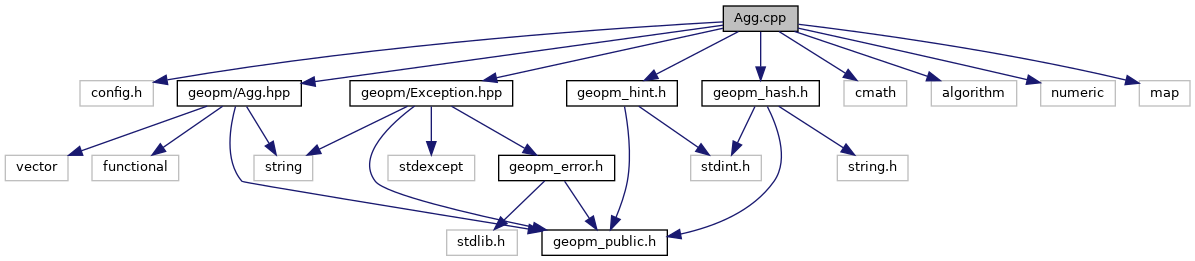 Agg.cpp
config.h
geopm/Agg.hpp
geopm/Exception.hpp
geopm_hint.h
geopm_hash.h
cmath
algorithm
numeric
map
vector
functional
string
stdexcept
geopm_error.h
stdint.h
string.h
stdlib.h
geopm_public.h